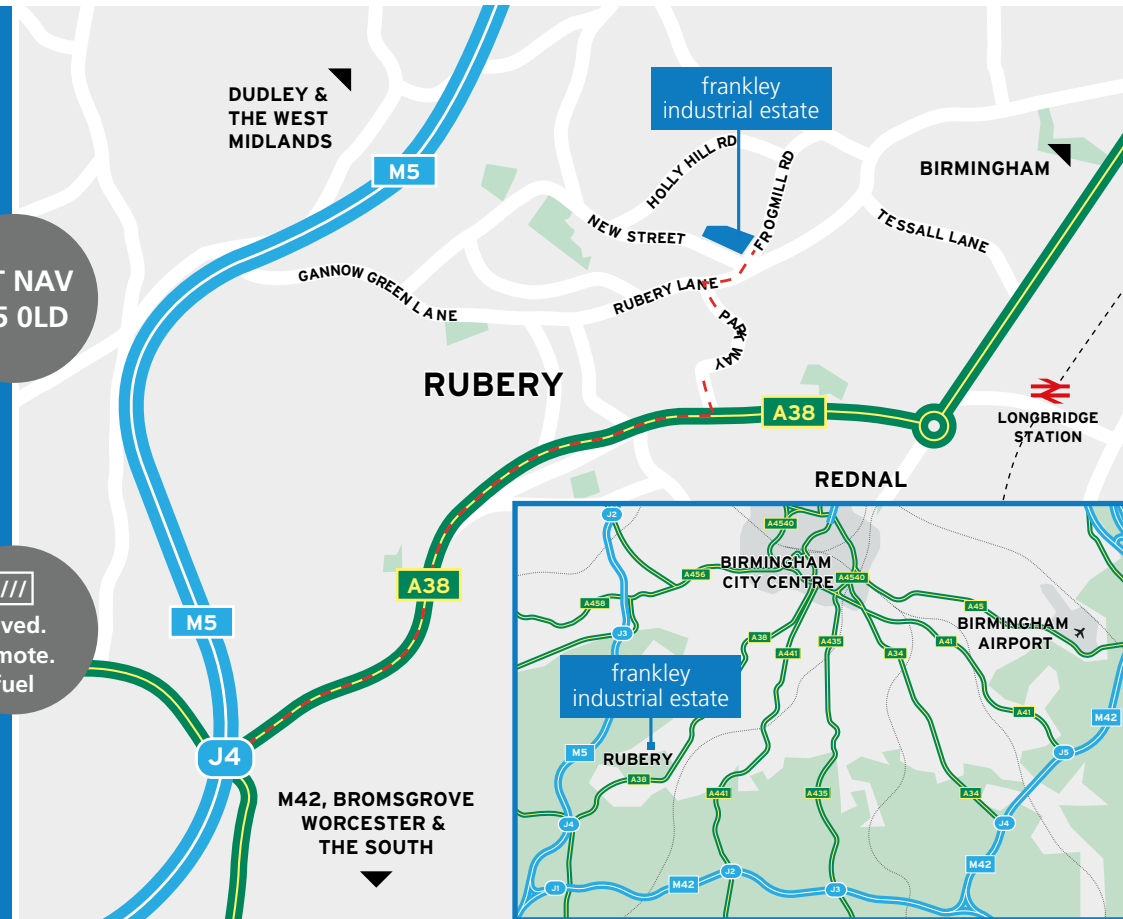 DUDLEY &
THE WEST
MIDLANDS
M5
frankley
industrial estate
HOLLY HILL RD
FROGMILL RD
BIRMINGHAM
NEW STREET
TESSALL LANE
NAV
0LD
GANNOW GREEN LANE
RUBERY LANE
PARK WAY
RUBERY
A38
LONGBRIDGE
STATION
REDNAL
A38
M5
fuel
J4
M42, BROMSGROVE
WORCESTER &
THE SOUTH
J2
A4540
BIRMINGHAM
CITY CENTRE
A4540
A456
A458
A45
J3
A38
A435
A41
BIRMINGHAM
AIRPORT
A441
A34
frankley
industrial estate
A41
M42
M5
RUBERY
J5
A38
A441
A435
A34
J4
J4
M42
J2
M42
J1
J3